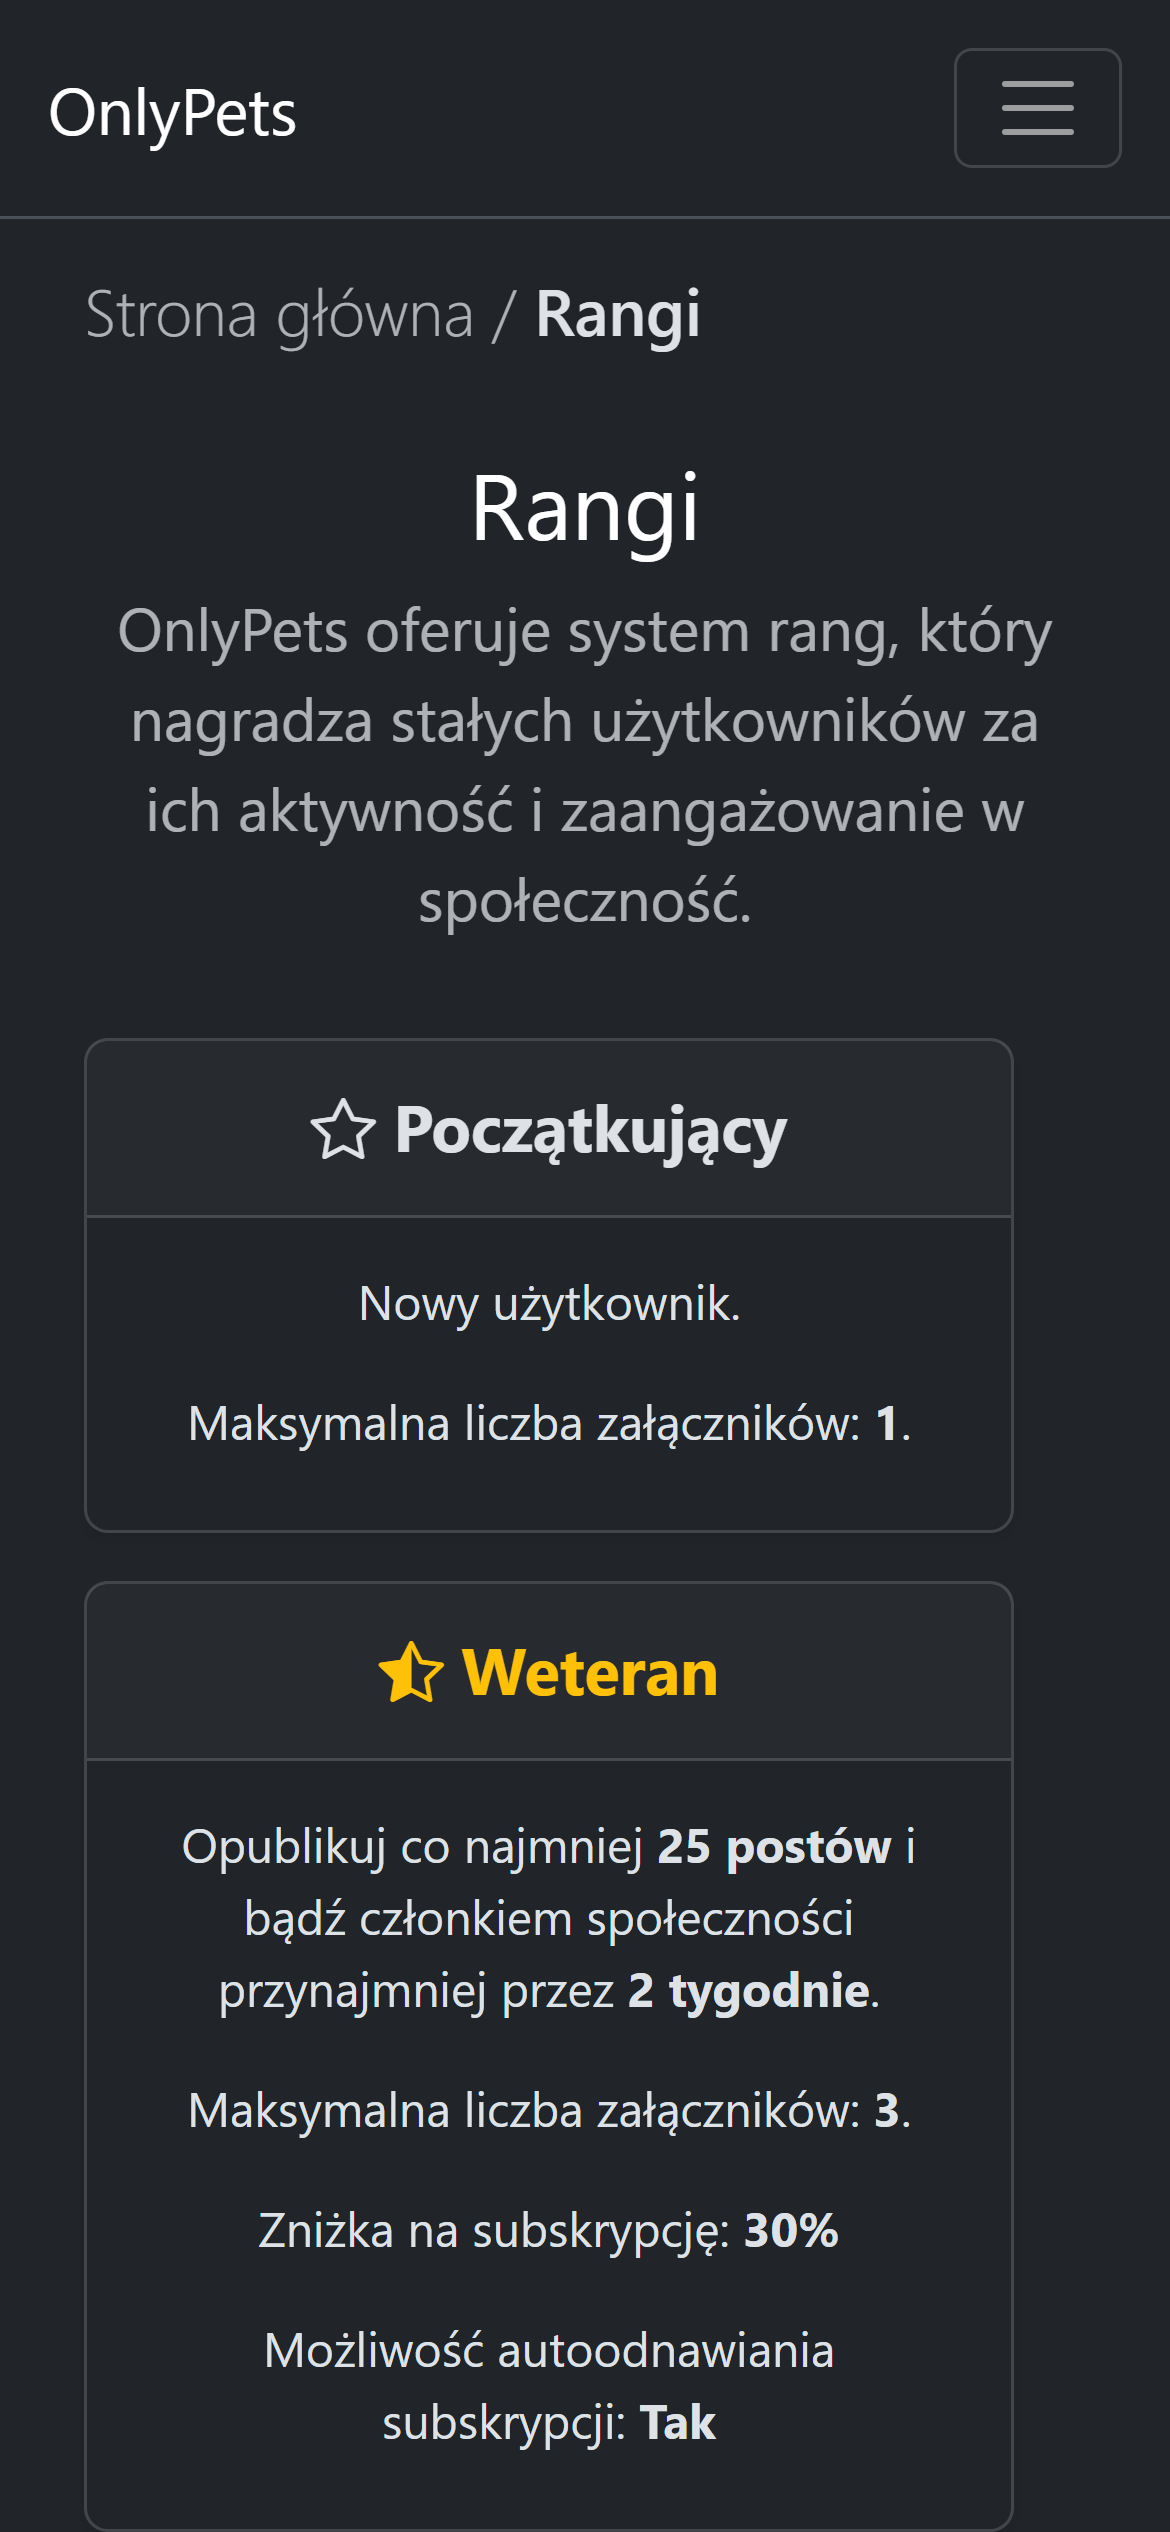 OnlyPets
Strona główna / Rangi
Rangi
OnlyPets oferuje system rang, który
nagradza stałych użytkowników za
ich aktywność i zaangażowanie w
społeczność.
Początkujący
Nowy użytkownik.
Maksymalna liczba załączników: 1.
Weteran
Opublikuj co najmniej 25 postów i
bądź członkiem społeczności
przynajmniej przez 2 tygodnie.
Maksymalna liczba załączników: 3.
Zniżka na subskrypcję: 30%
Możliwość autoodnawiania
subskrypcji: Tak